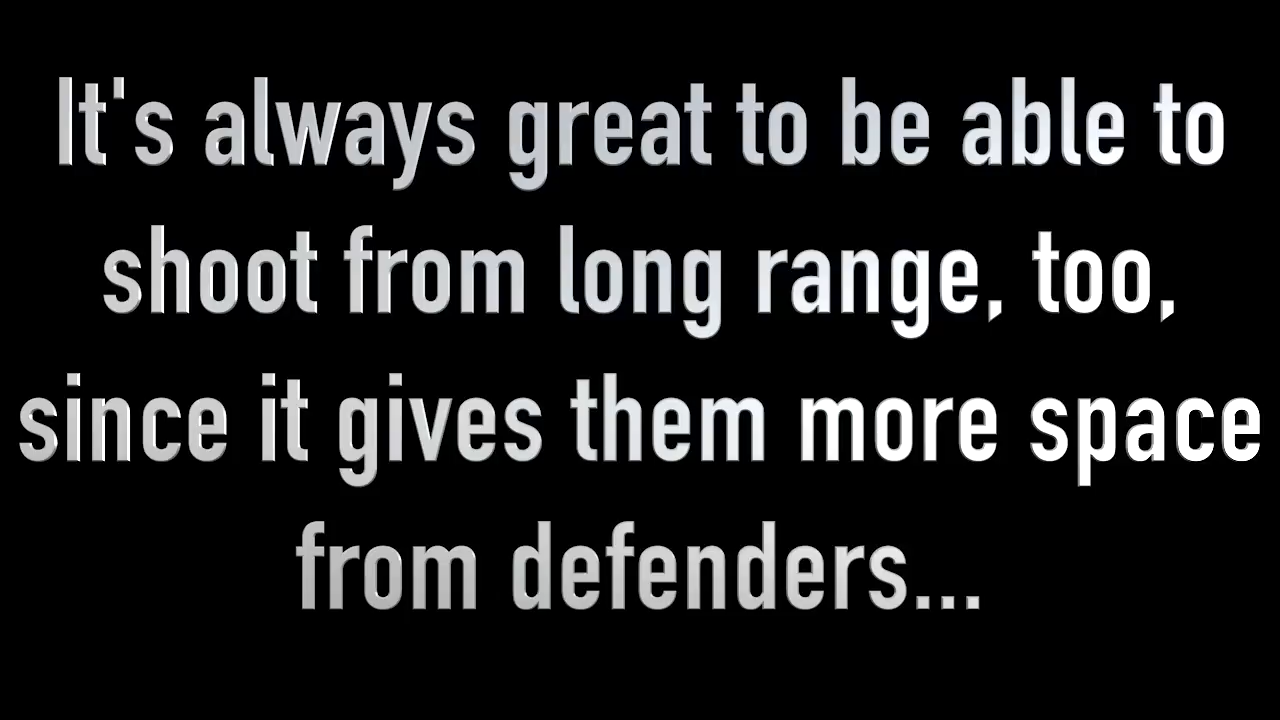 It's always great to be able to
shoot from long range, too,
since it gives them more space
from defenders...